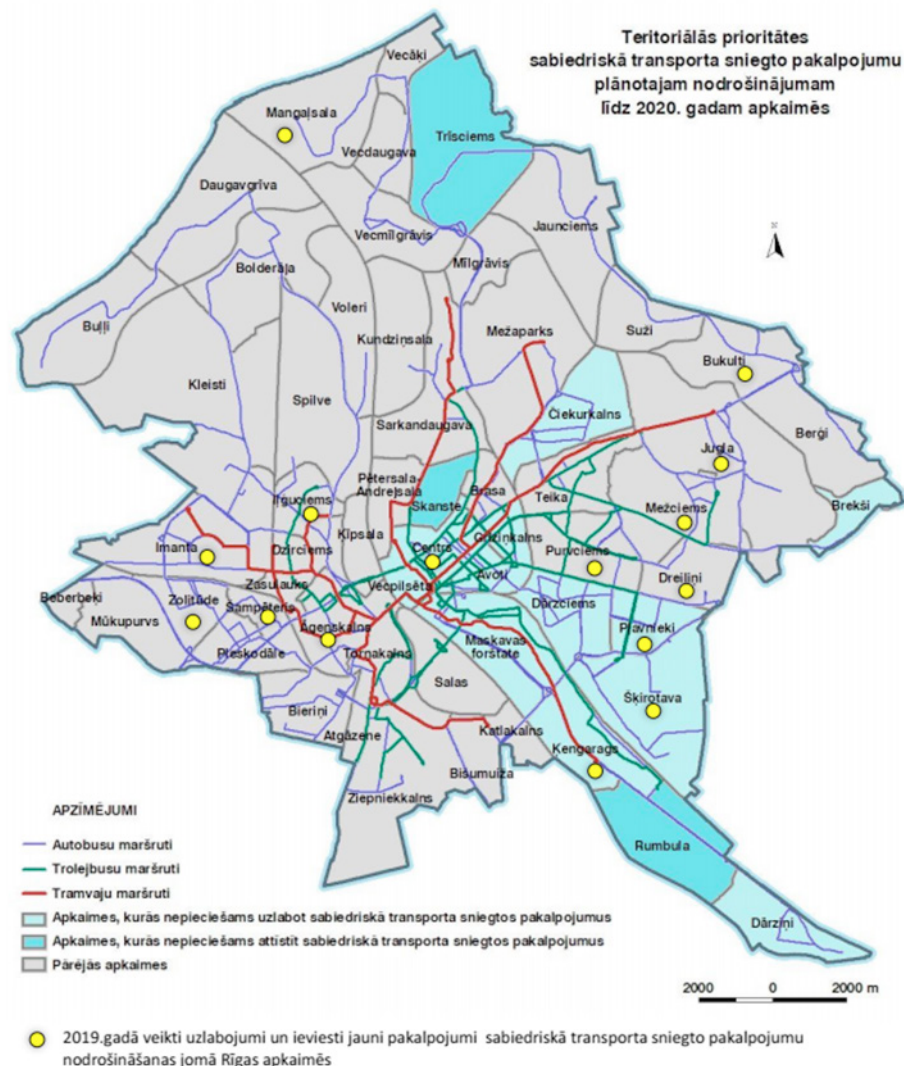 Teritoriālās prioritātes
sabiedriskā transporta sniegto pakalpojumu
plānotajam nodrošinājumam
līdz 2020. gadam apkaimēs
Vecāķi
Mangaļsala
Trīsciems
Vecdaugava
Daugavgrīva
Vecmīlgrāvis
Jaunciems
Mīlgrāvis
Bolderāja
Voleri
Buļļi
Kundziņsala
Mežaparks
Suži
Bukulti
Kleisti
Spilve
Čiekurkalns
Sarkandaugava
Berģi
Jugla
Pētersala-
Andrejsala
Brasa
Skanste
Teika
Brekši
Iļģuciems
Mežciems
Ķīpsala
Grīziņkalns
Imanta
Dzirciems
Centrs
Purvciems
Zasulauks
Vecpilsēta
Avoti
Dreiliņi
Beberbeķi
Zolitūde
Dārzciems
Mūkupurvs
Šampēteris
Āgenskalns
Pļavnieki
Pleskodāle
Torņakalns
Maskavas
forštate
Salas
Šķirotava
Bieriņi
Atgāzene
Katlakalns
Ķengarags
Bišumuiža
Ziepniekkalns
Rumbula
Dārziņi
APZĪMĒJUMI
Autobusu maršruti
Trolejbusu maršruti
Tramvaju maršruti
Apkaimes, kurās nepieciešams uzlabot sabiedriskā transporta sniegtos pakalpojumus
Apkaimes, kurās nepieciešams attīstīt sabiedriskā transporta sniegtos pakalpojumus
Pārējās apkaimes
2000 0 2000 m
2019.gadā veikti uzlabojumi un ieviesti jauni pakalpojumi sabiedriskā transporta sniegto pakalpojumu
nodrošināšanas jomā Rīgas apkaimēs